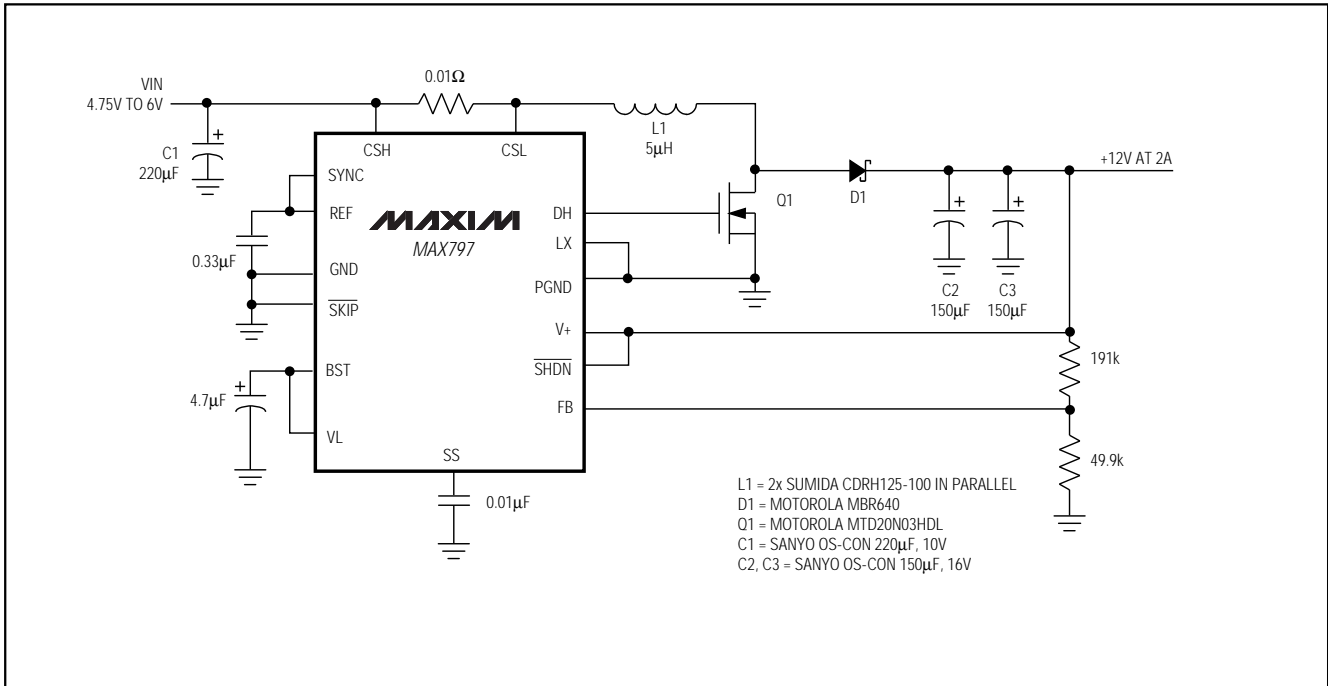 VIN
4.75V TO 6V
0.01Ω
C1
220µF
+
CSH
CSL
L1
5µH
+12V AT 2A
SYNC
REF
MAXIM
MAX797
DH
Q1
D1
LX
0.33µF
GND
SKIP
PGND
+
C2
150µF
+
C3
150µF
V+
SHDN
191k
BST
+
4.7µF
FB
VL
SS
49.9k
0.01µF
L1 = 2x SUMIDA CDRH125-100 IN PARALLEL
D1 = MOTOROLA MBR640
Q1 = MOTOROLA MTD20N03HDL
C1 = SANYO OS-CON 220µF, 10V
C2, C3 = SANYO OS-CON 150µF, 16V